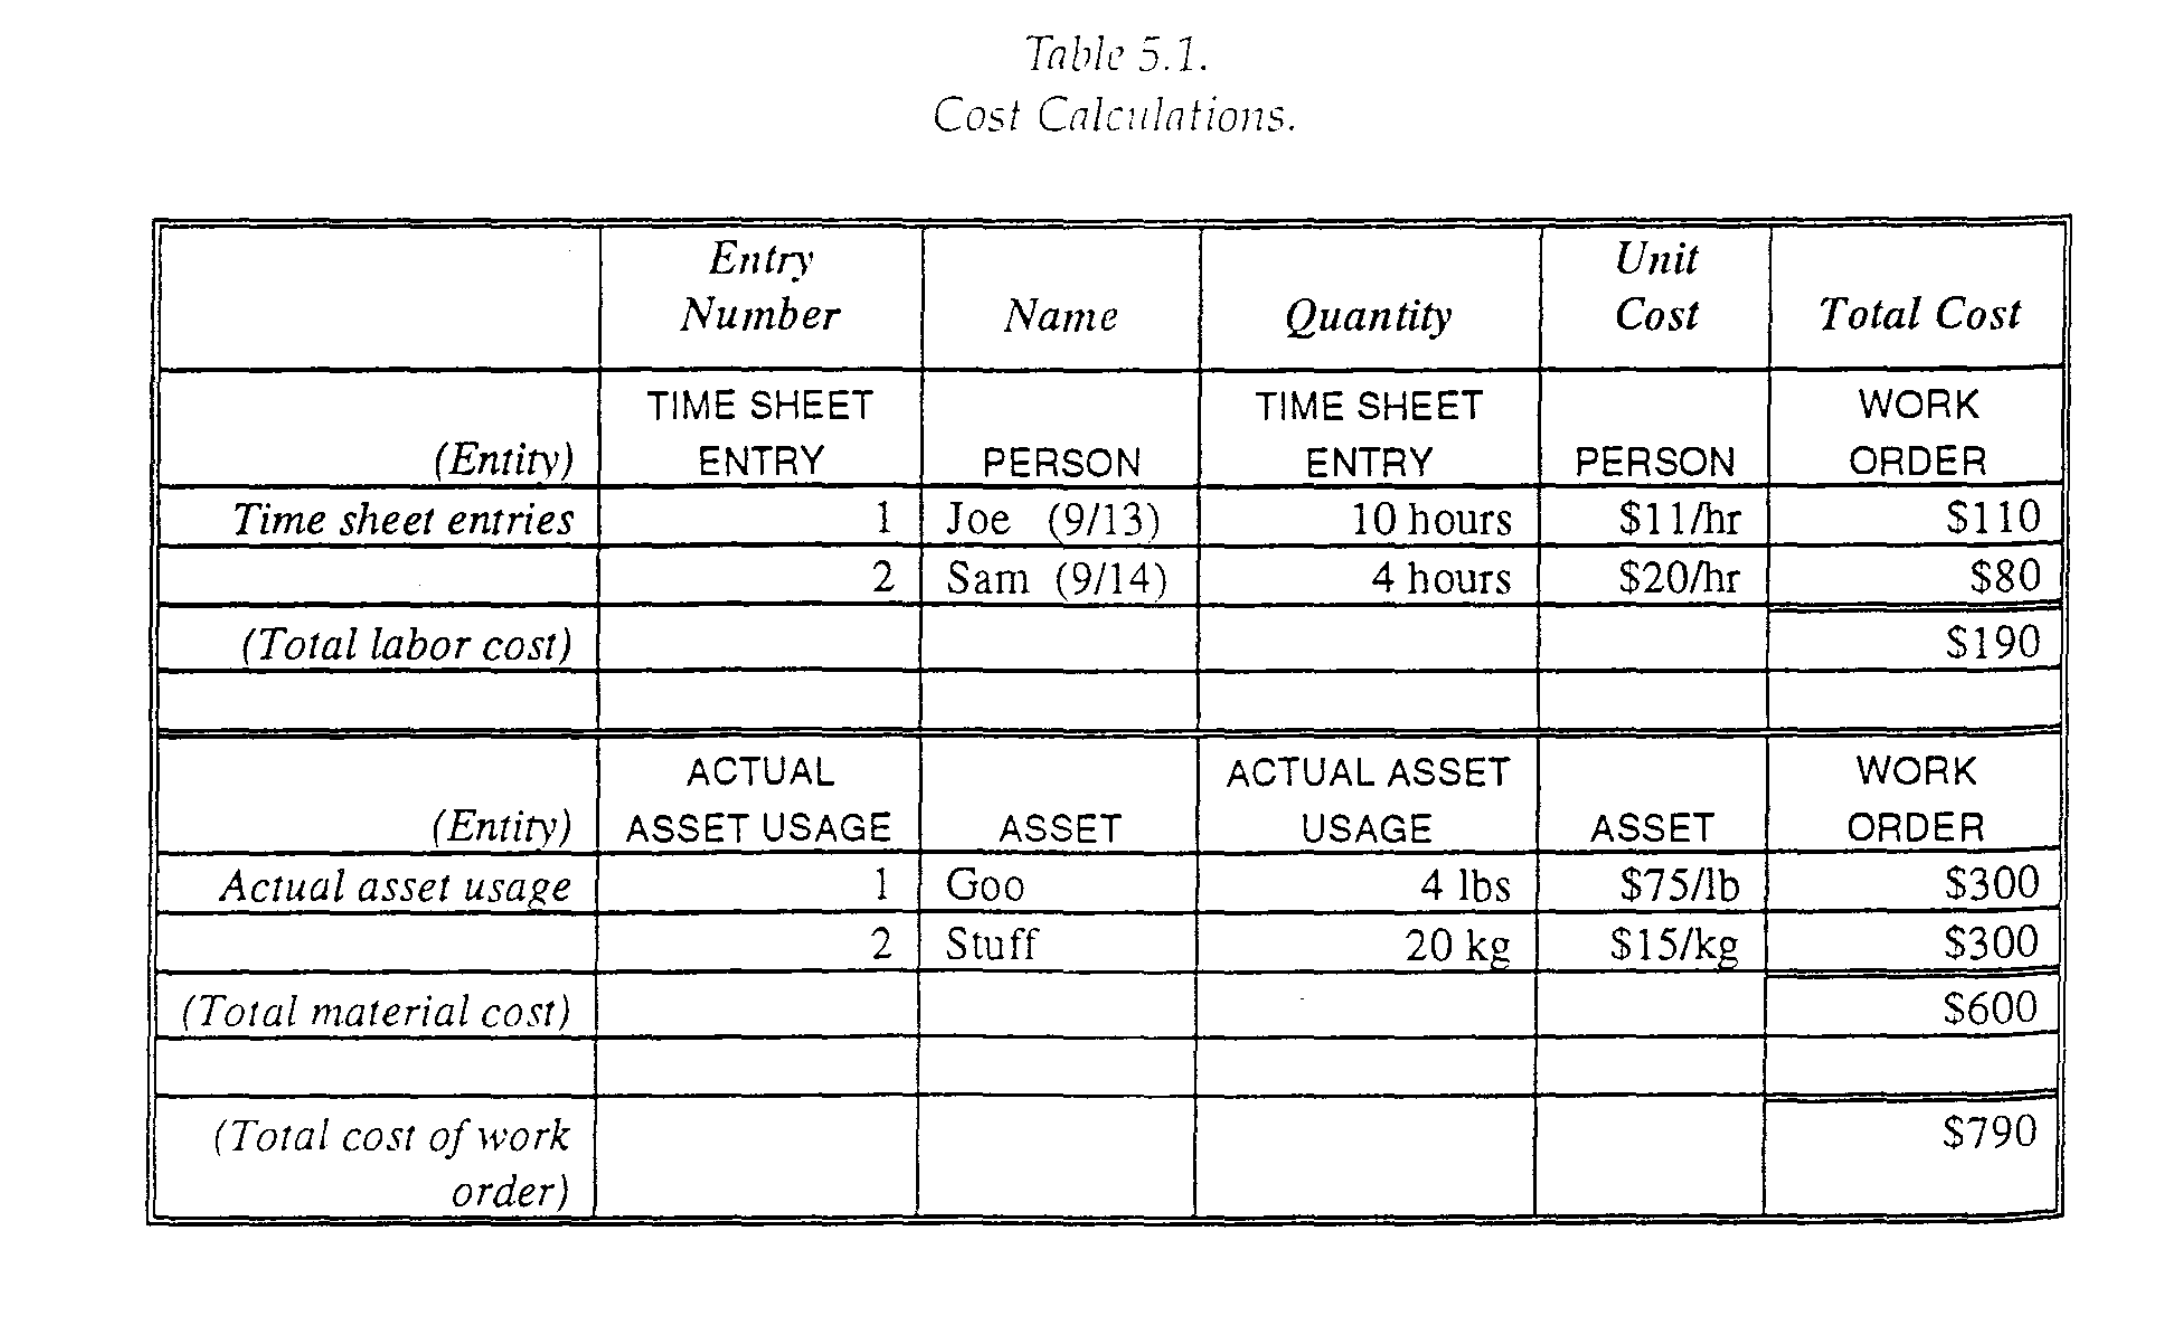 Table 5.1.
Cost Calculations.
Entry Number Name Quantity Unit Cost Total Cost
(Entity) TIME SHEET ENTRY PERSON TIME SHEET ENTRY PERSON WORK ORDER
Time sheet entries 1 Joe (9/13) 10 hours $11/hr $110
2 Sam (9/14) 4 hours $20/hr $80
(Total labor cost) $190
(Entity) ACTUAL ASSET USAGE ASSET ACTUAL ASSET USAGE ASSET WORK ORDER
Actual asset usage 1 Goo 4 lbs $75/lb $300
2 Stuff 20 kg $15/kg $300
(Total material cost) $600
(Total cost of work order) $790